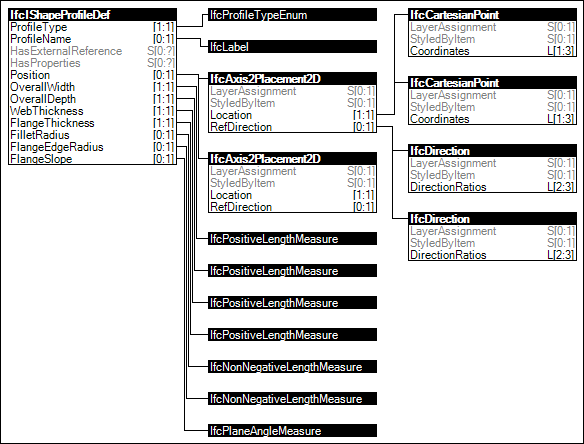 IfcIShapeProfileDef
ProfileType [1:1]
ProfileName [0:1]
HasExternalReference S[0:?]
HasProperties S[0:?]
Position [0:1]
OverallWidth [1:1]
OverallDepth [1:1]
WebThickness [1:1]
FlangeThickness [1:1]
FilletRadius [0:1]
FlangeEdgeRadius [0:1]
FlangeSlope [0:1]
IfcProfileTypeEnum
IfcLabel
IfcAxis2Placement2D
LayerAssignment S[0:1]
StyledByItem S[0:1]
Location [1:1]
RefDirection [0:1]
IfcAxis2Placement2D
LayerAssignment S[0:1]
StyledByItem S[0:1]
Location [1:1]
RefDirection [0:1]
IfcPositiveLengthMeasure
IfcPositiveLengthMeasure
IfcPositiveLengthMeasure
IfcPositiveLengthMeasure
IfcNonNegativeLengthMeasure
IfcNonNegativeLengthMeasure
IfcPlaneAngleMeasure
IfcCartesianPoint
LayerAssignment S[0:1]
StyledByItem S[0:1]
Coordinates L[1:3]
IfcCartesianPoint
LayerAssignment S[0:1]
StyledByItem S[0:1]
Coordinates L[1:3]
IfcDirection
LayerAssignment S[0:1]
StyledByItem S[0:1]
DirectionRatios L[2:3]
IfcDirection
LayerAssignment S[0:1]
StyledByItem S[0:1]
DirectionRatios L[2:3]